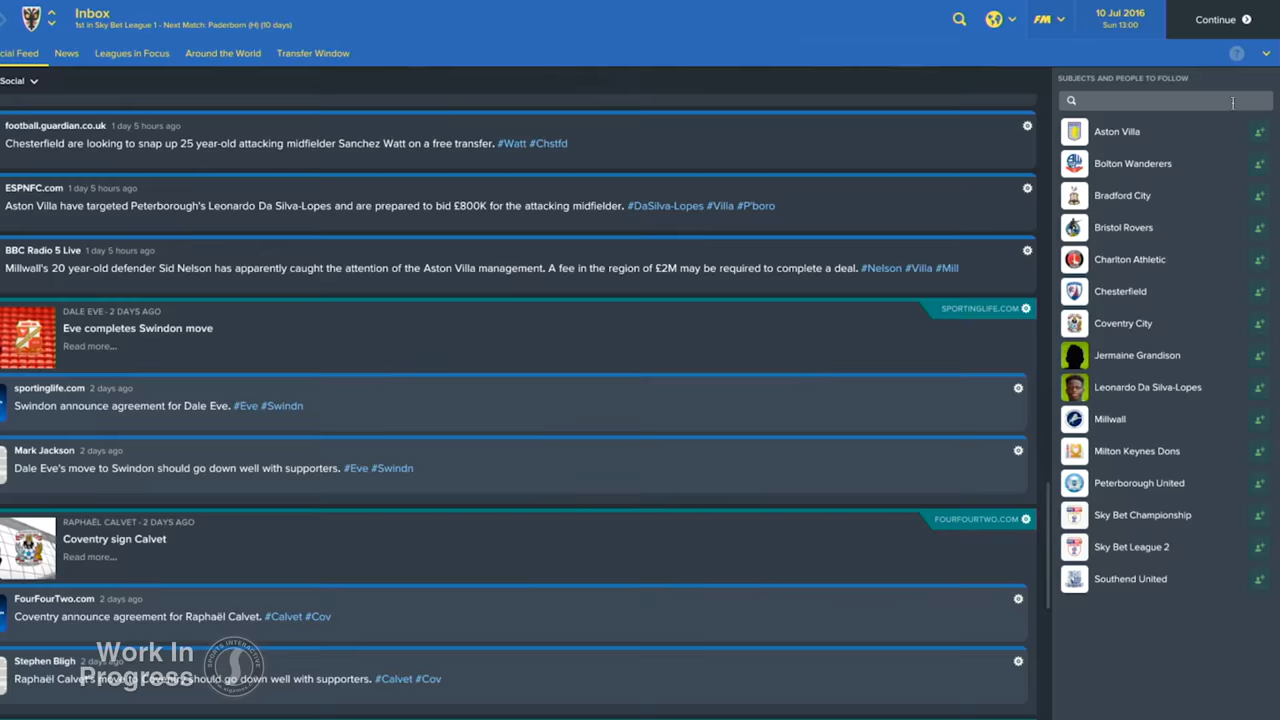 Inbox
1st in Sky Bet League 1 - Next Match: Paderborn (H) (10 days)
FM
10 Jul 2016
Sun 13:00
Continue
cial Feed
News
Leagues in Focus
Around the World
Transfer Window
?
Social
SUBJECTS AND PEOPLE TO FOLLOW
football.guardian.co.uk 1 day 5 hours ago
Chesterfield are looking to snap up 25 year-old attacking midfielder Sanchez Watt on a free transfer. #Watt #Chstfd
ESPNFC.com 1 day 5 hours ago
Aston Villa have targeted Peterborough's Leonardo Da Silva-Lopes and are prepared to bid £800K for the attacking midfielder. #DaSilva-Lopes #Villa #P'boro
BBC Radio 5 Live 1 day 5 hours ago
Millwall's 20 year-old defender Sid Nelson has apparently caught the attention of the Aston Villa management. A fee in the region of £2M may be required to complete a deal. #Nelson #Villa #Mill
DALE EVE - 2 DAYS AGO
SPORTINGLIFE.COM
Eve completes Swindon move
Read more...
sportinglife.com 2 days ago
Swindon announce agreement for Dale Eve. #Eve #Swindn
Mark Jackson 2 days ago
Dale Eve's move to Swindon should go down well with supporters. #Eve #Swindn
RAPHAËL CALVET - 2 DAYS AGO
FOURFOURTWO.COM
Coventry sign Calvet
Read more...
FourFourTwo.com 2 days ago
Coventry announce agreement for Raphaël Calvet. #Calvet #Cov
Stephen Bligh 2 days ago
Raphaël Calvet's move to Coventry should go down well with supporters. #Calvet #Cov
Work In
Progress
SPORTS INTERACTIVE
Aston Villa
Bolton Wanderers
Bradford City
Bristol Rovers
Charlton Athletic
Chesterfield
Coventry City
Jermaine Grandison
Leonardo Da Silva-Lopes
Millwall
Milton Keynes Dons
Peterborough United
Sky Bet Championship
Sky Bet League 2
Southend United